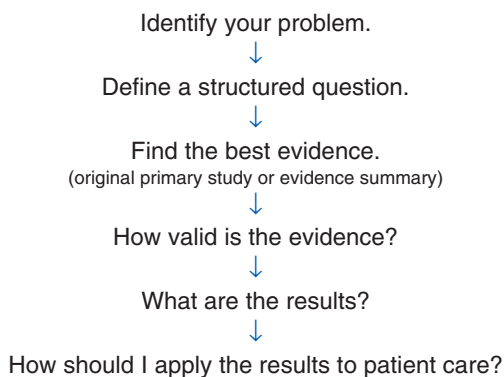 Identify your problem.
↓
Define a structured question.
↓
Find the best evidence.
(original primary study or evidence summary)
↓
How valid is the evidence?
↓
What are the results?
↓
How should I apply the results to patient care?